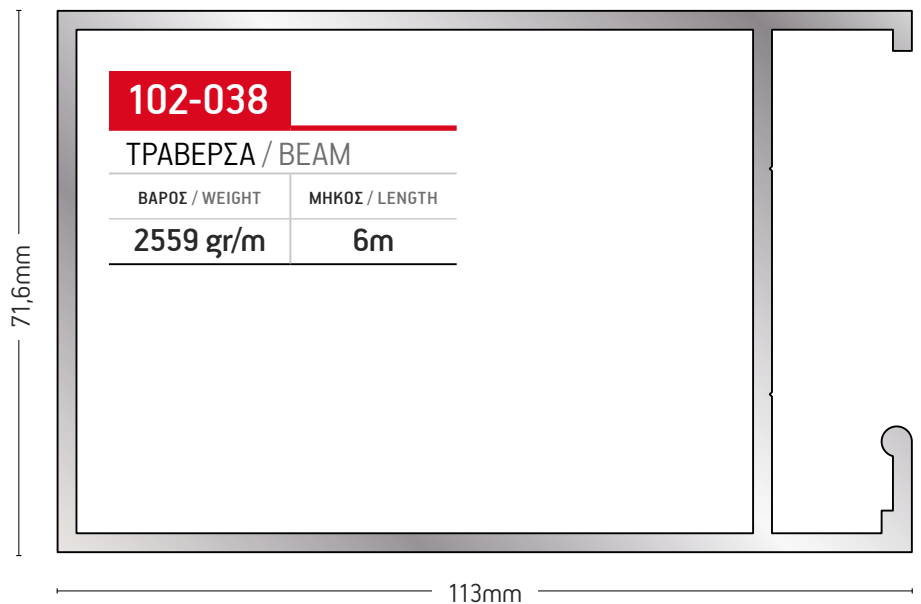 102-038
ΤΡΑΒΕΡΣΑ / BEAM
ΒΑΡΟΣ / WEIGHT ΜΗΚΟΣ / LENGTH
2559 gr/m 6m
71,6mm
113mm